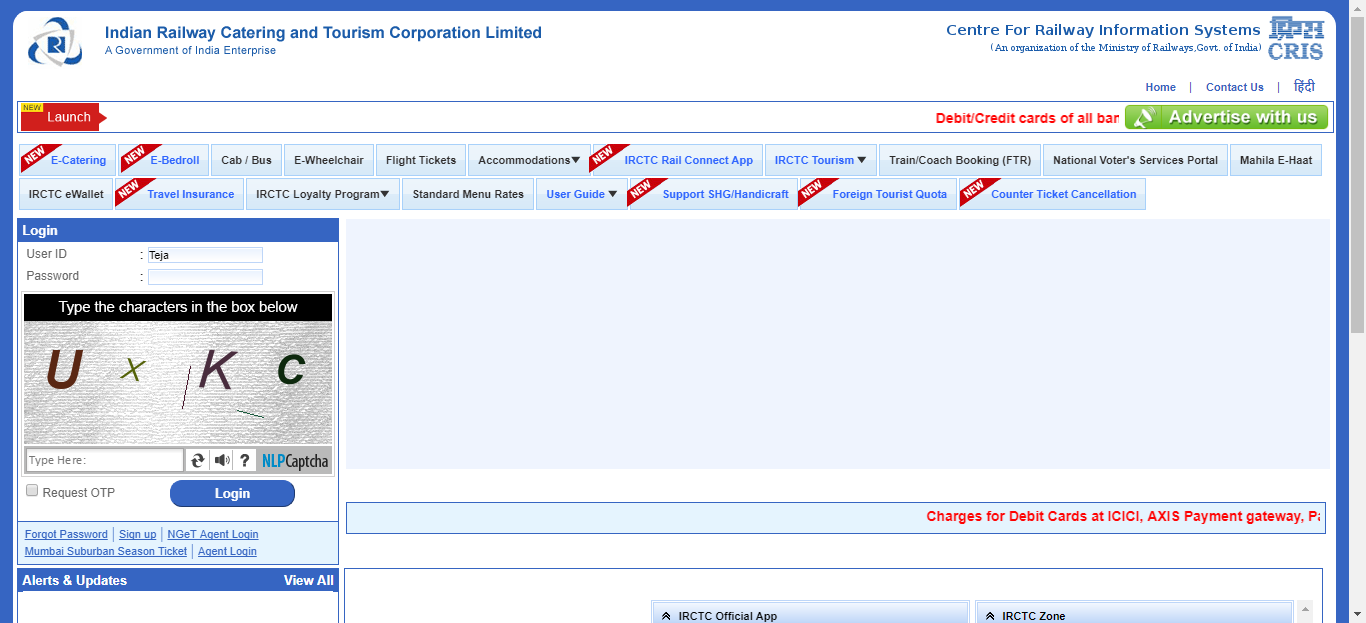 Indian Railway Catering and Tourism Corporation Limited
A Government of India Enterprise
Centre For Railway Information Systems
(An organization of the Ministry of Railways,Govt. of India)
CRIS
Home | Contact Us | हिंदी
NEW
Launch
Debit/Credit cards of all ban
Advertise with us
NEW E-Catering NEW E-Bedroll Cab / Bus E-Wheelchair Flight Tickets Accommodations▼ NEW IRCTC Rail Connect App IRCTC Tourism ▼ Train/Coach Booking (FTR) National Voter's Services Portal Mahila E-Haat
IRCTC eWallet NEW Travel Insurance IRCTC Loyalty Program▼ Standard Menu Rates User Guide ▼ NEW Support SHG/Handicraft NEW Foreign Tourist Quota NEW Counter Ticket Cancellation
Login
User ID : Teja
Password :
Type the characters in the box below
U x K C
Type Here: ? NLPCaptcha
Request OTP Login
Charges for Debit Cards at ICICI, AXIS Payment gateway, Pa
Forgot Password | Sign up | NGeT Agent Login
Mumbai Suburban Season Ticket | Agent Login
Alerts & Updates View All
IRCTC Official App IRCTC Zone